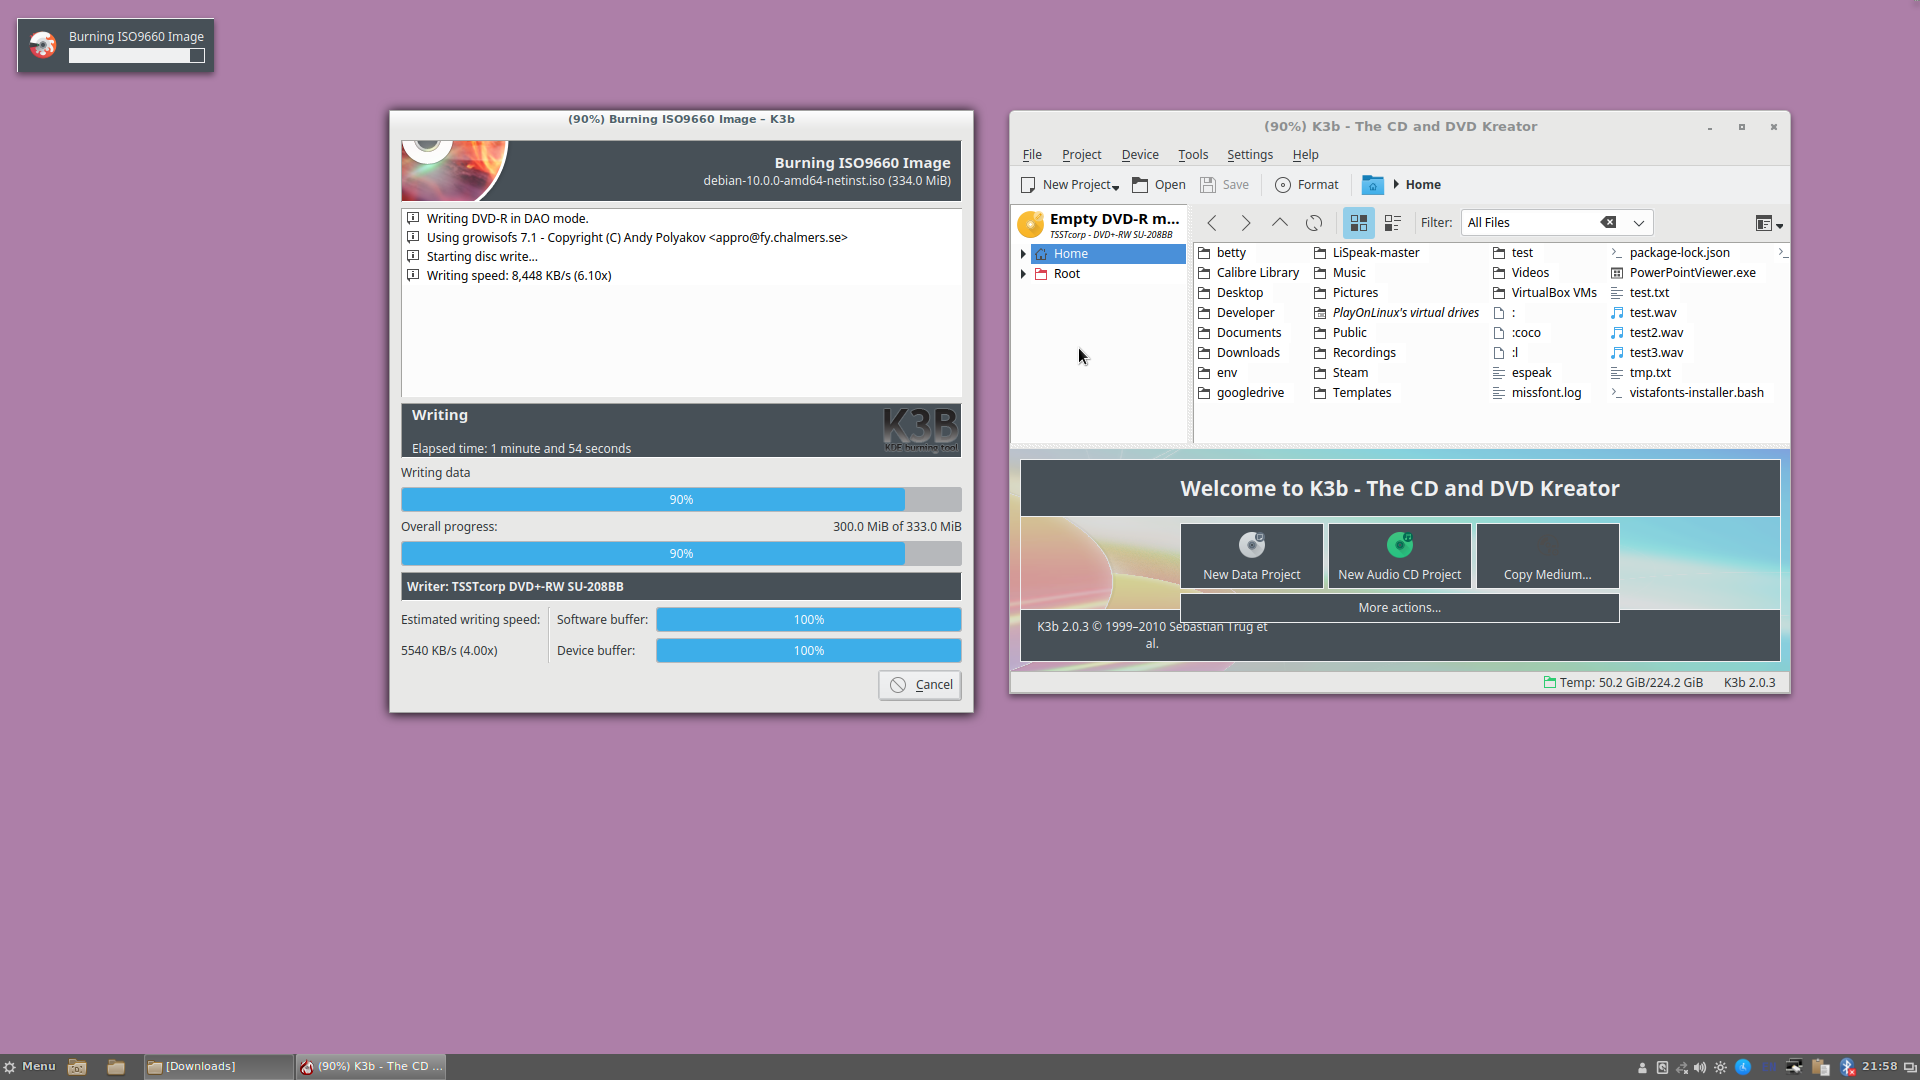 Burning ISO9660 Image
(90%) Burning ISO9660 Image – K3b
Burning ISO9660 Image
debian-10.0.0-amd64-netinst.iso (334.0 MiB)
Writing DVD-R in DAO mode.
Using growisofs 7.1 - Copyright (C) Andy Polyakov <appro@fy.chalmers.se>
Starting disc write...
Writing speed: 8,448 KB/s (6.10x)
Writing
K3B
KDE burning tool
Elapsed time: 1 minute and 54 seconds
Writing data
90%
Overall progress: 300.0 MiB of 333.0 MiB
90%
Writer: TSSTcorp DVD+-RW SU-208BB
Estimated writing speed: Software buffer: 100%
5540 KB/s (4.00x) Device buffer: 100%
Cancel
(90%) K3b - The CD and DVD Kreator
File Project Device Tools Settings Help
New Project Open Save Format Home
Empty DVD-R m...
TSSTcorp - DVD+-RW SU-208BB
Home
Root
Filter: All Files
betty LiSpeak-master test package-lock.json
Calibre Library Music Videos PowerPointViewer.exe
Desktop Pictures VirtualBox VMs test.txt
Developer PlayOnLinux's virtual drives : test.wav
Documents Public :coco test2.wav
Downloads Recordings :l test3.wav
env Steam espeak tmp.txt
googledrive Templates missfont.log vistafonts-installer.bash
Welcome to K3b - The CD and DVD Kreator
New Data Project New Audio CD Project Copy Medium...
More actions...
K3b 2.0.3 © 1999–2010 Sebastian Trüg et
al.
Temp: 50.2 GiB/224.2 GiB K3b 2.0.3
Menu [Downloads] (90%) K3b - The CD ... 21:58